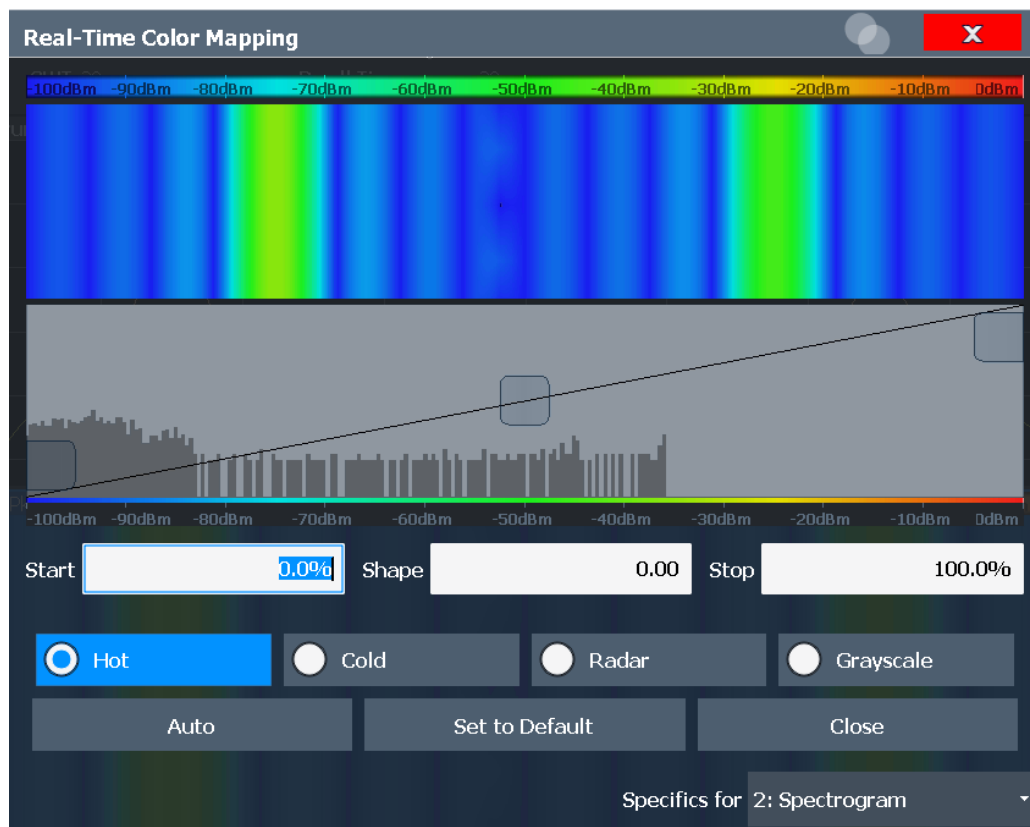 Real-Time Color Mapping X
-100dBm -90dBm -80dBm -70dBm -60dBm -50dBm -40dBm -30dBm -20dBm -10dBm 0dBm
-100dBm -90dBm -80dBm -70dBm -60dBm -50dBm -40dBm -30dBm -20dBm -10dBm 0dBm
Start 0.0% Shape 0.00 Stop 100.0%
Hot Cold Radar Grayscale
Auto Set to Default Close
Specifics for 2: Spectrogram